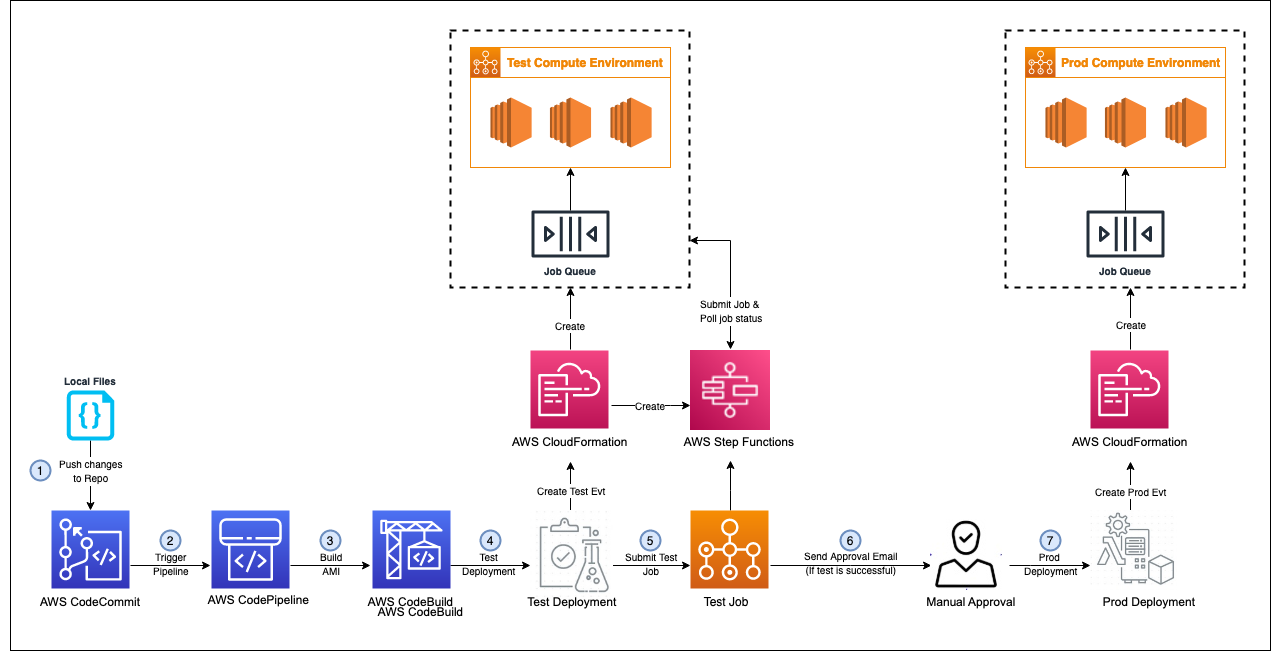 Test Compute Environment
Prod Compute Environment
Job Queue
Job Queue
Submit Job &
Poll job status
Create
Create
Local Files
Create
AWS CloudFormation
AWS Step Functions
AWS CloudFormation
1
Push changes
to Repo
Create Test Evt
Create Prod Evt
2
Trigger
Pipeline
3
Build
AMI
4
Test
Deployment
5
Submit Test
Job
6
Send Approval Email
(If test is successful)
7
Prod
Deployment
AWS CodeCommit
AWS CodePipeline
AWS CodeBuild
AWS CodeBuild
Test Deployment
Test Job
Manual Approval
Prod Deployment